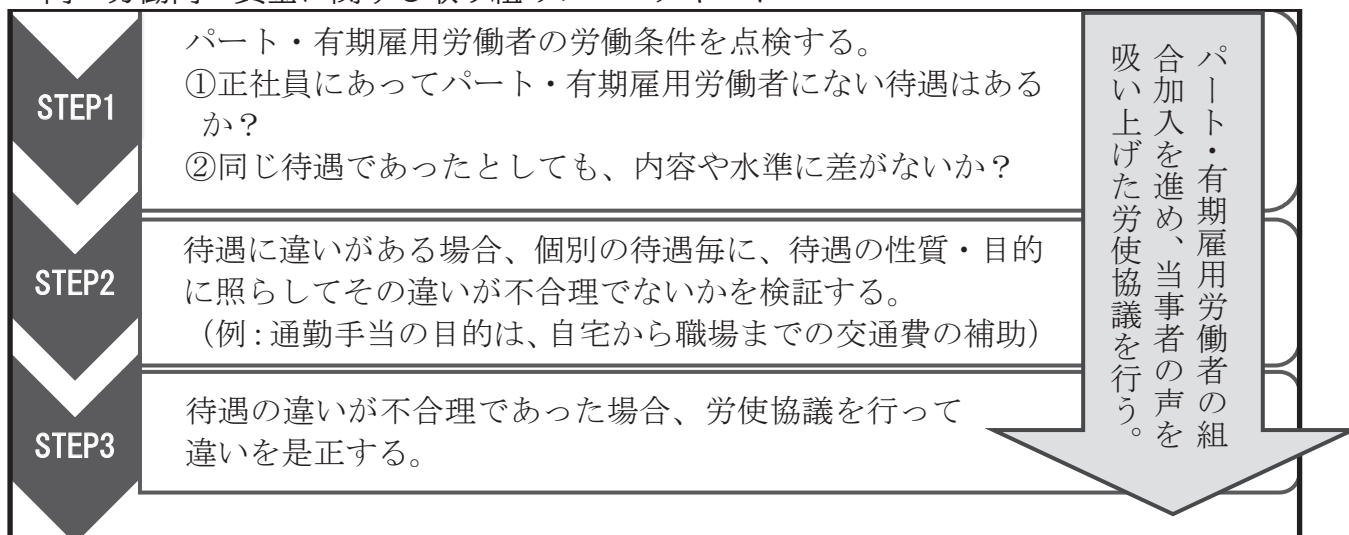 STEP1
パート・有期雇用労働者の労働条件を点検する。
①正社員にあってパート・有期雇用労働者にない待遇はある
か？
②同じ待遇であったとしても、内容や水準に差がないか？
STEP2
待遇に違いがある場合、個別の待遇毎に、待遇の性質・目的
に照らしてその違いが不合理でないかを検証する。
（例：通勤手当の目的は、自宅から職場までの交通費の補助）
STEP3
待遇の違いが不合理であった場合、労使協議を行って
違いを是正する。
パート・有期雇用労働者の組
合加入を進め、当事者の声を
吸い上げた労使協議を行う。